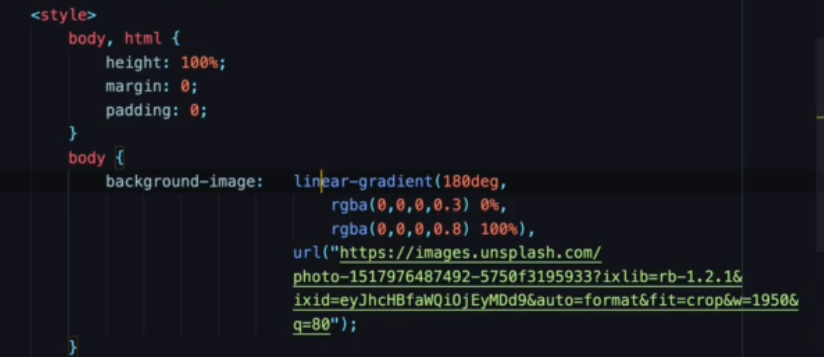 <style>
body, html {
height: 100%;
margin: 0;
padding: 0;
}
body {
background-image: linear-gradient(180deg,
rgba(0,0,0,0.3) 0%,
rgba(0,0,0,0.8) 100%),
url("https://images.unsplash.com/
photo-1517976487492-5750f3195933?ixlib=rb-1.2.1&
ixid=eyJhcHBfaWQiOjEyMDd9&auto=format&fit=crop&w=1950&
q=80");
}